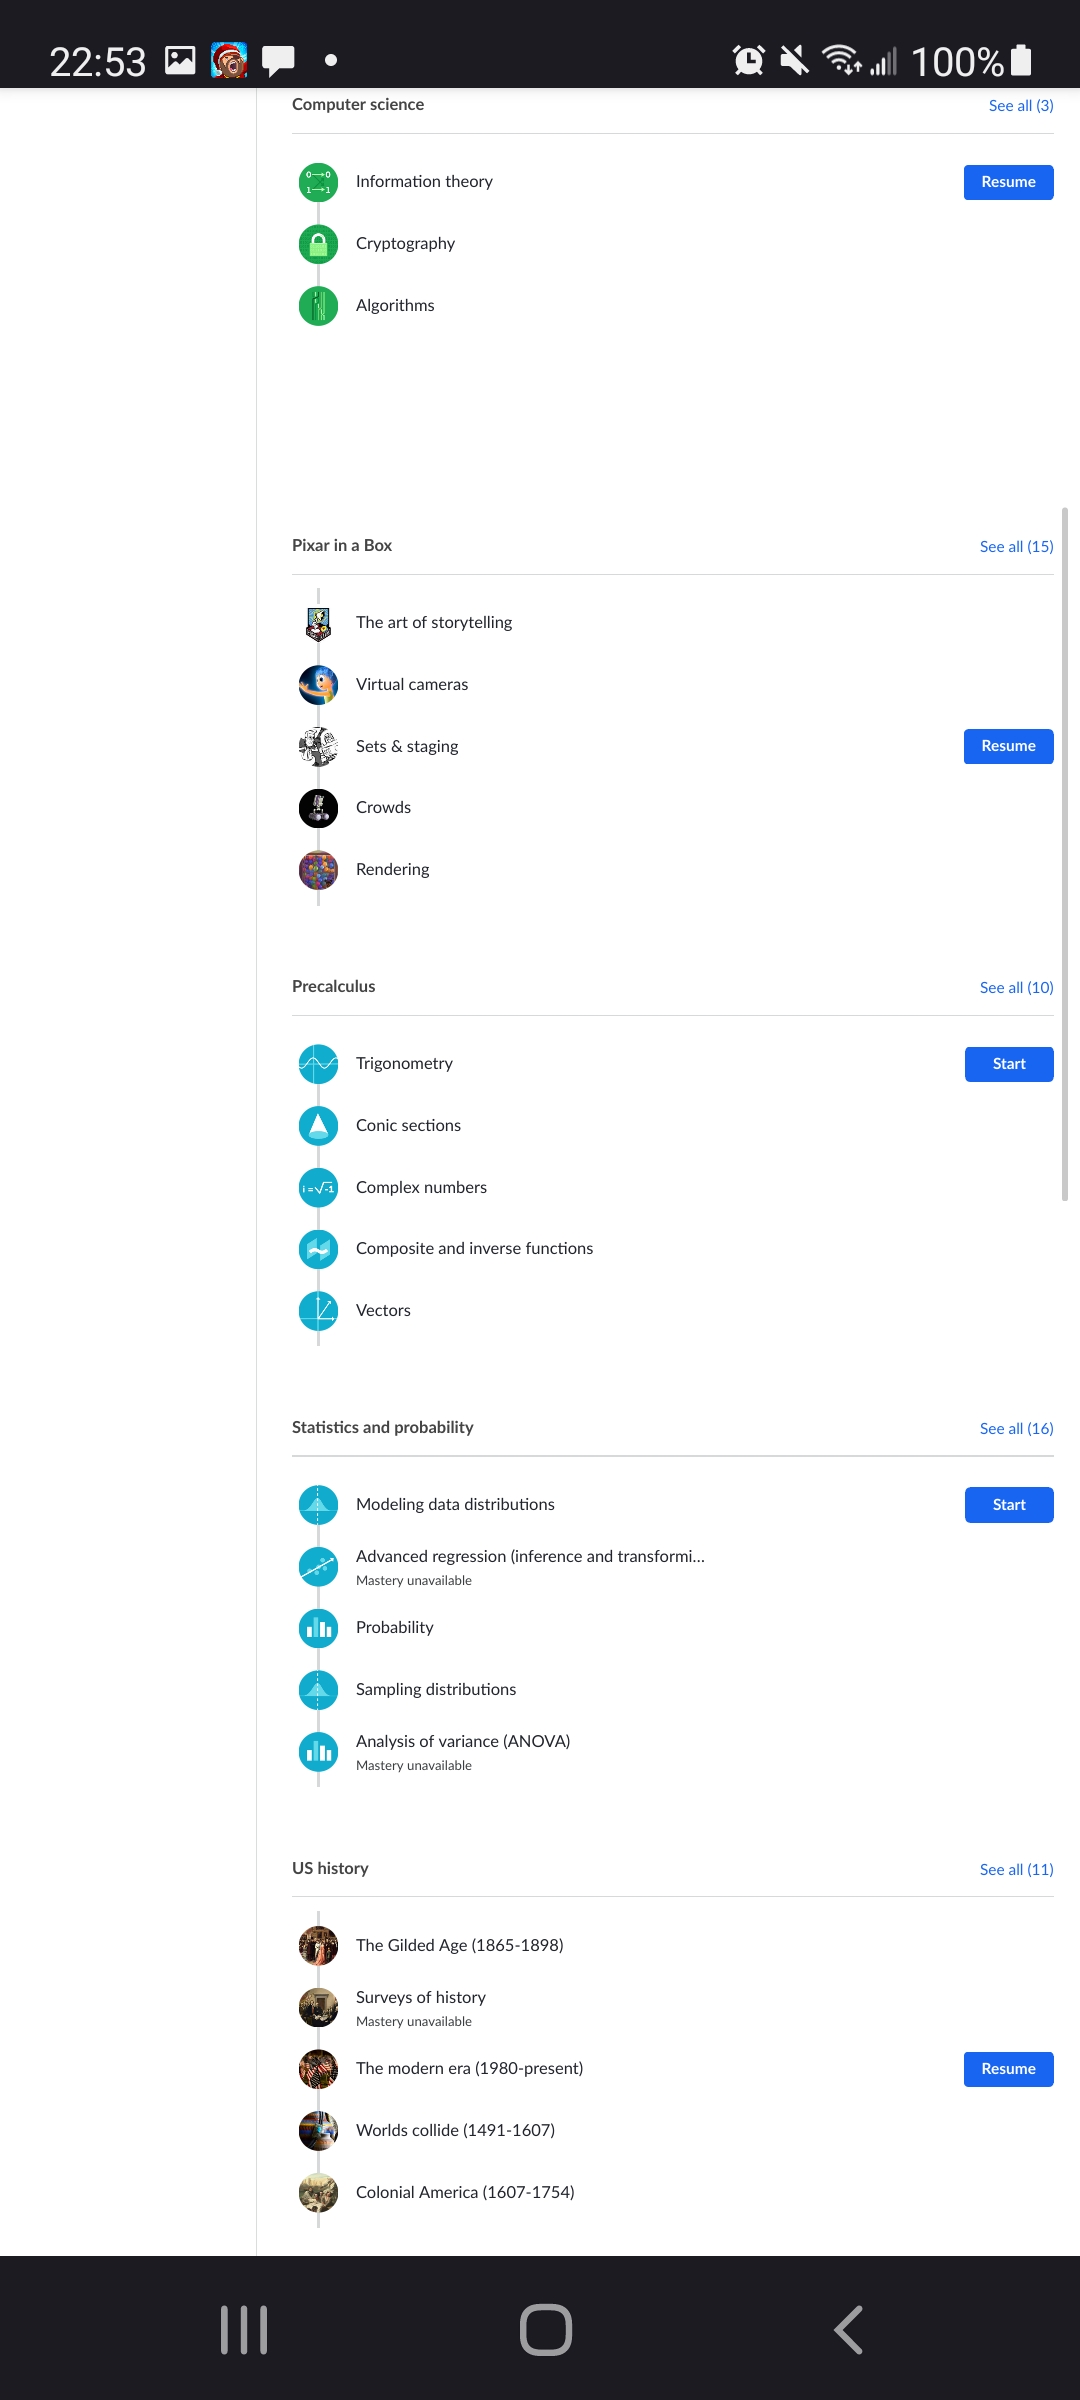 22:53
100%
Computer science
See all (3)
0→0
1→1
Information theory
Resume
Cryptography
Algorithms
Pixar in a Box
See all (15)
The art of storytelling
Virtual cameras
Sets & staging
Resume
Crowds
Rendering
Precalculus
See all (10)
Trigonometry
Start
Conic sections
i=√-1
Complex numbers
Composite and inverse functions
Vectors
Statistics and probability
See all (16)
Modeling data distributions
Start
Advanced regression (inference and transformi...
Mastery unavailable
Probability
Sampling distributions
Analysis of variance (ANOVA)
Mastery unavailable
US history
See all (11)
The Gilded Age (1865-1898)
Surveys of history
Mastery unavailable
The modern era (1980-present)
Resume
Worlds collide (1491-1607)
Colonial America (1607-1754)